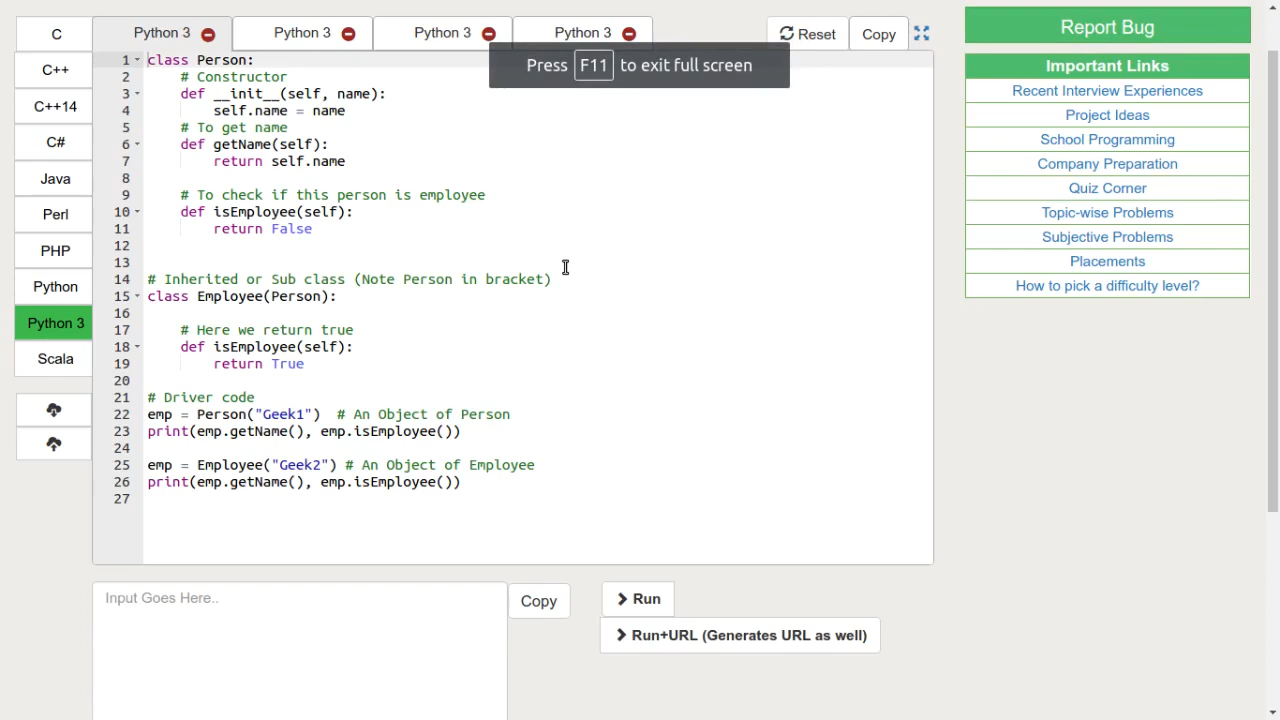 C
C++
C++14
C#
Java
Perl
PHP
Python
Python 3
Scala
Python 3
Python 3
Python 3
Python 3
Reset
Copy
Press F11 to exit full screen
1 class Person:
2     # Constructor
3     def __init__(self, name):
4         self.name = name
5     # To get name
6     def getName(self):
7         return self.name
8
9     # To check if this person is employee
10     def isEmployee(self):
11         return False
12
13
14 # Inherited or Sub class (Note Person in bracket)
15 class Employee(Person):
16
17     # Here we return true
18     def isEmployee(self):
19         return True
20
21 # Driver code
22 emp = Person("Geek1")  # An Object of Person
23 print(emp.getName(), emp.isEmployee())
24
25 emp = Employee("Geek2") # An Object of Employee
26 print(emp.getName(), emp.isEmployee())
27
Input Goes Here..
Copy
Run
Run+URL (Generates URL as well)
Report Bug
Important Links
Recent Interview Experiences
Project Ideas
School Programming
Company Preparation
Quiz Corner
Topic-wise Problems
Subjective Problems
Placements
How to pick a difficulty level?